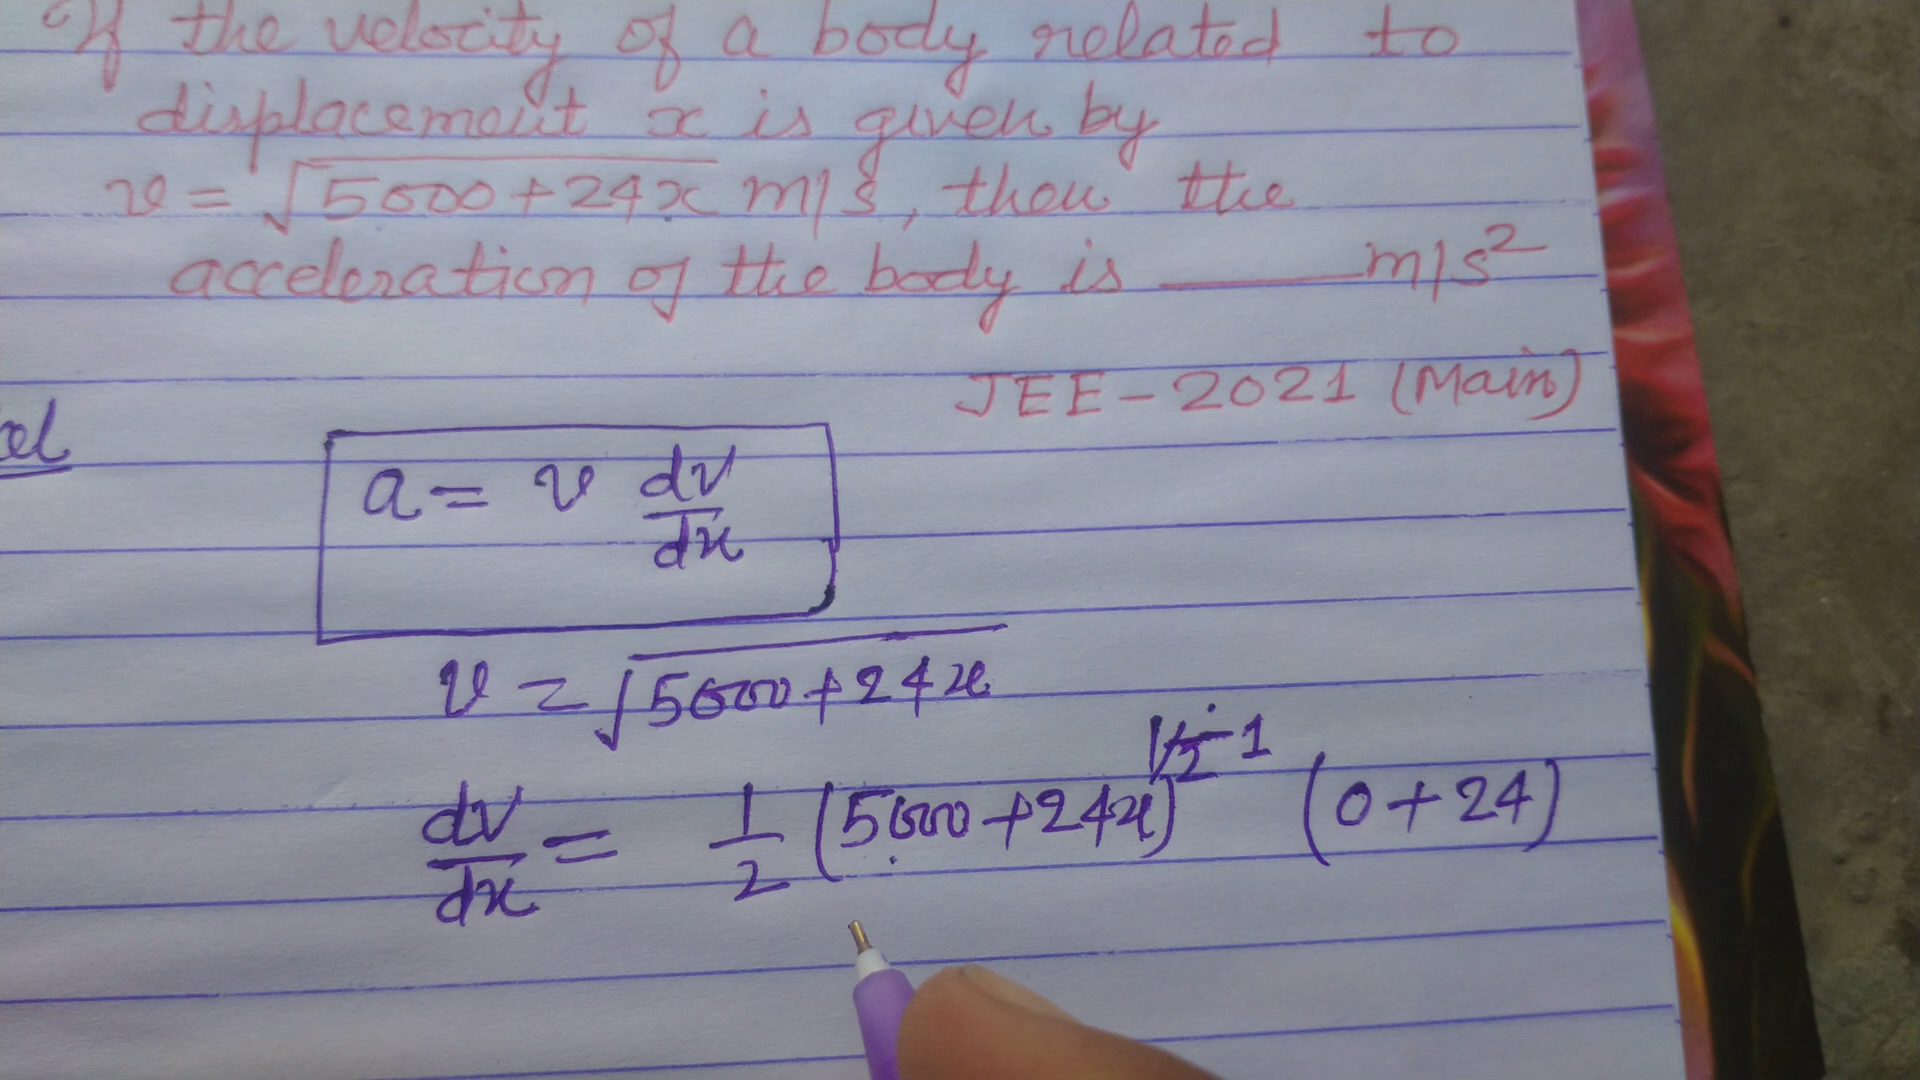 If the velocity of a body related to
displacement x is given by
v = √5000+24x m/s, then the
acceleration of the body is ____ m/s²
JEE-2021 (Main)
a = v dv/dx
v = √5000+24x
dv/dx = 1/2 (5000+24x)^1/2-1 (0+24)